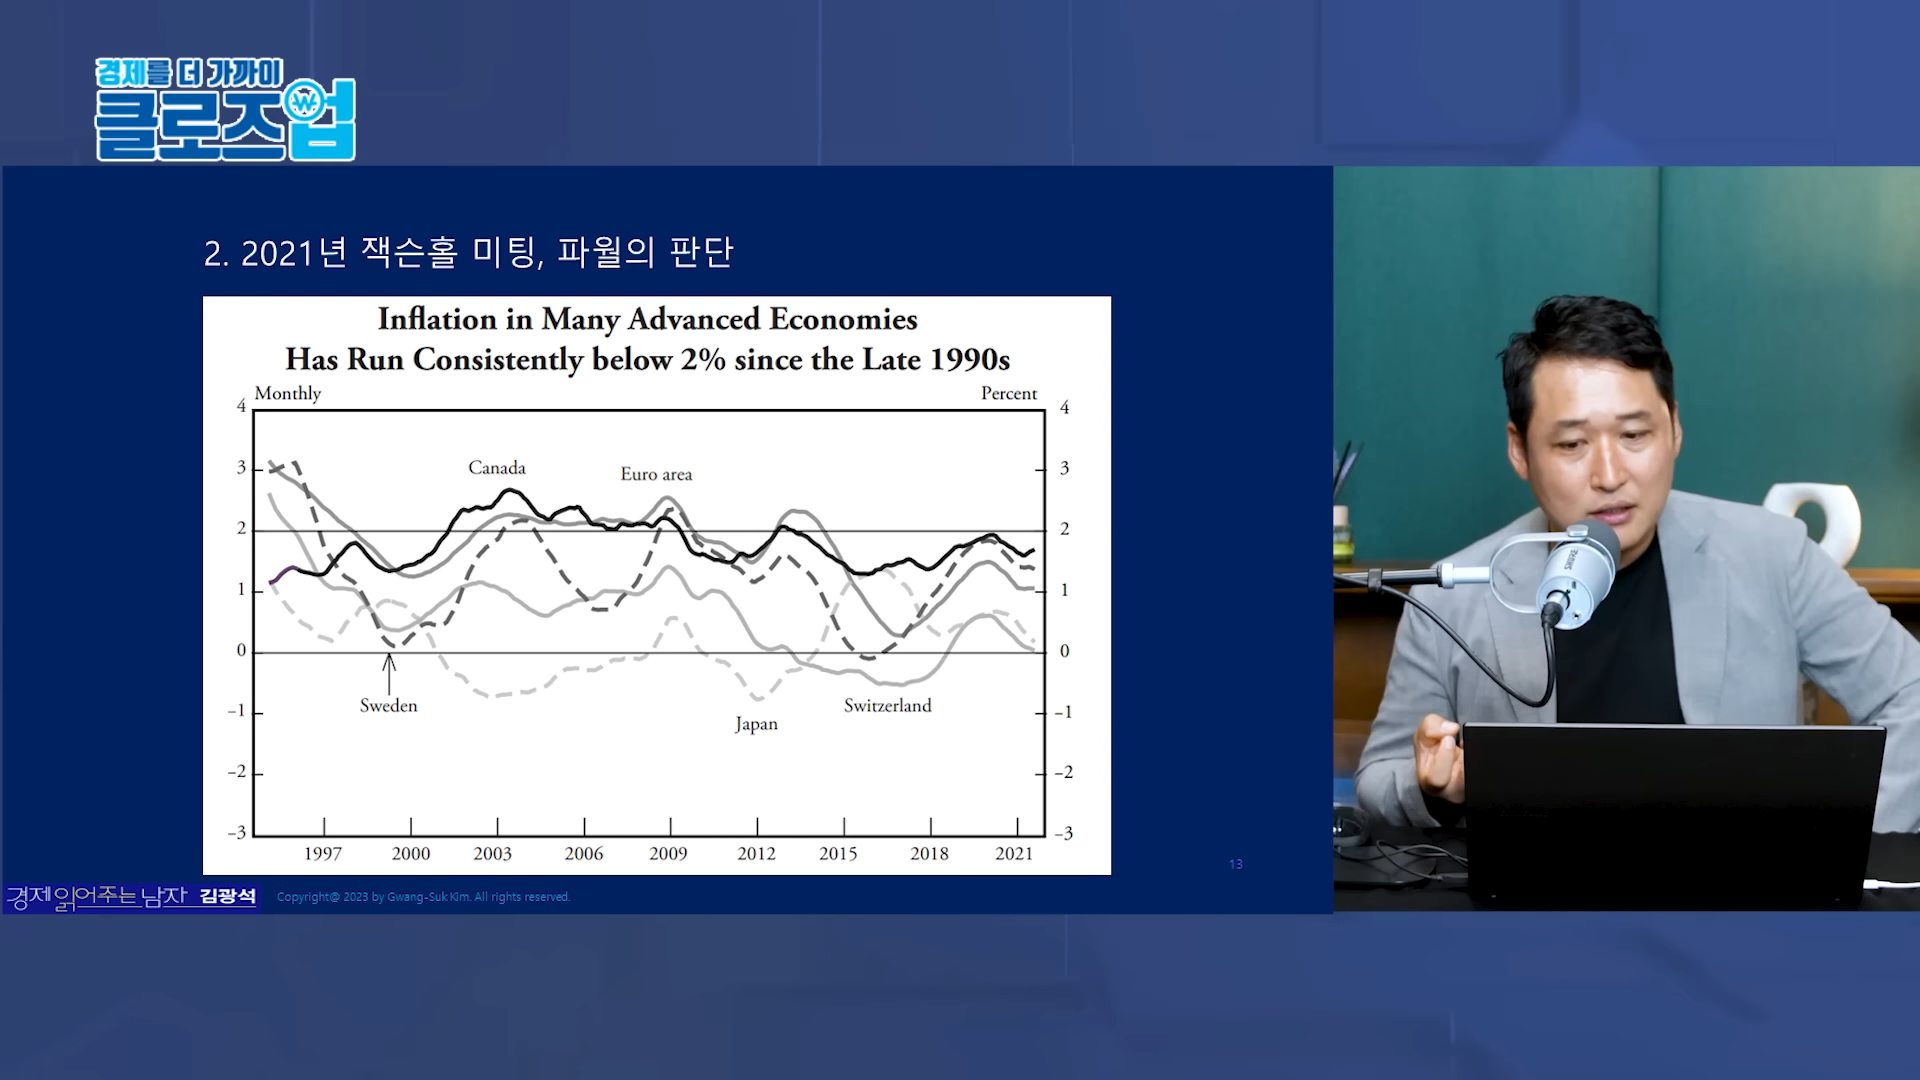 경제를 더 가까이
클로즈업
2. 2021년 잭슨홀 미팅, 파월의 판단
Inflation in Many Advanced Economies
Has Run Consistently below 2% since the Late 1990s
Monthly
Percent
4
4
3
3
2
2
1
1
0
0
–1
–1
–2
–2
–3
–3
Canada
Euro area
Sweden
Japan
Switzerland
1997 2000 2003 2006 2009 2012 2015 2018 2021
13
경제 읽어주는 남자 김광석
Copyright@ 2023 by Gwang-Suk Kim. All rights reserved.
SHURE